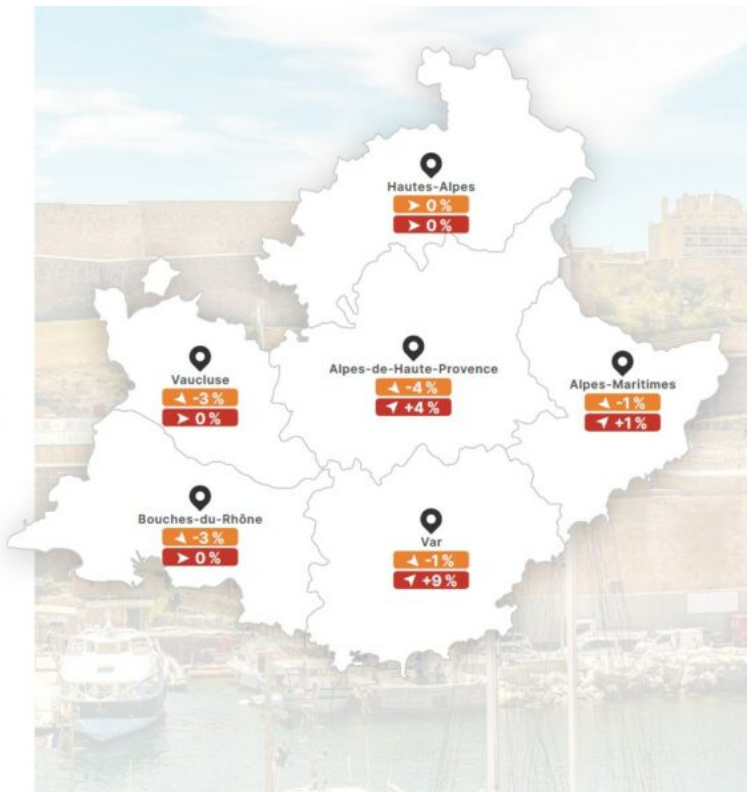 Hautes-Alpes
0 %
0 %
Alpes-de-Haute-Provence
-4 %
+4 %
Vaucluse
-3 %
0 %
Alpes-Maritimes
-1 %
+1 %
Bouches-du-Rhône
-3 %
0 %
Var
-1 %
+9 %